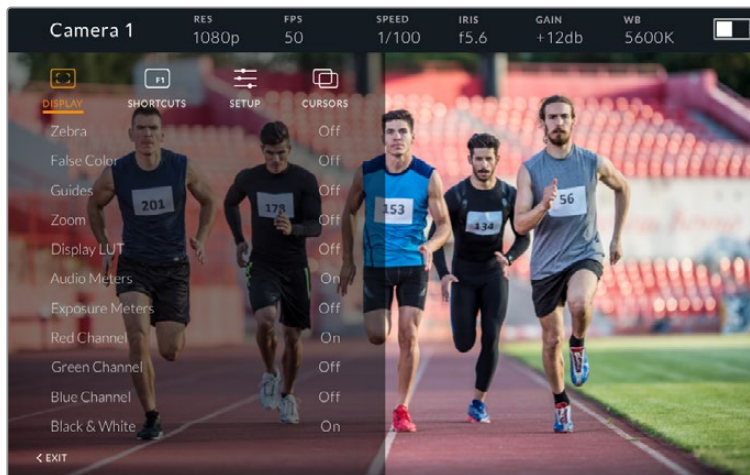 Camera 1
RES FPS SPEED IRIS GAIN WB
1080p 50 1/100 f5.6 +12db 5600K
F1
DISPLAY SHORTCUTS SETUP CURSORS
Zebra Off
False Color Off
Guides Off
Zoom Off
Display LUT Off
Audio Meters On
Exposure Meters Off
Red Channel On
Green Channel Off
Blue Channel Off
Black & White On
< EXIT
201
178
153
134
56